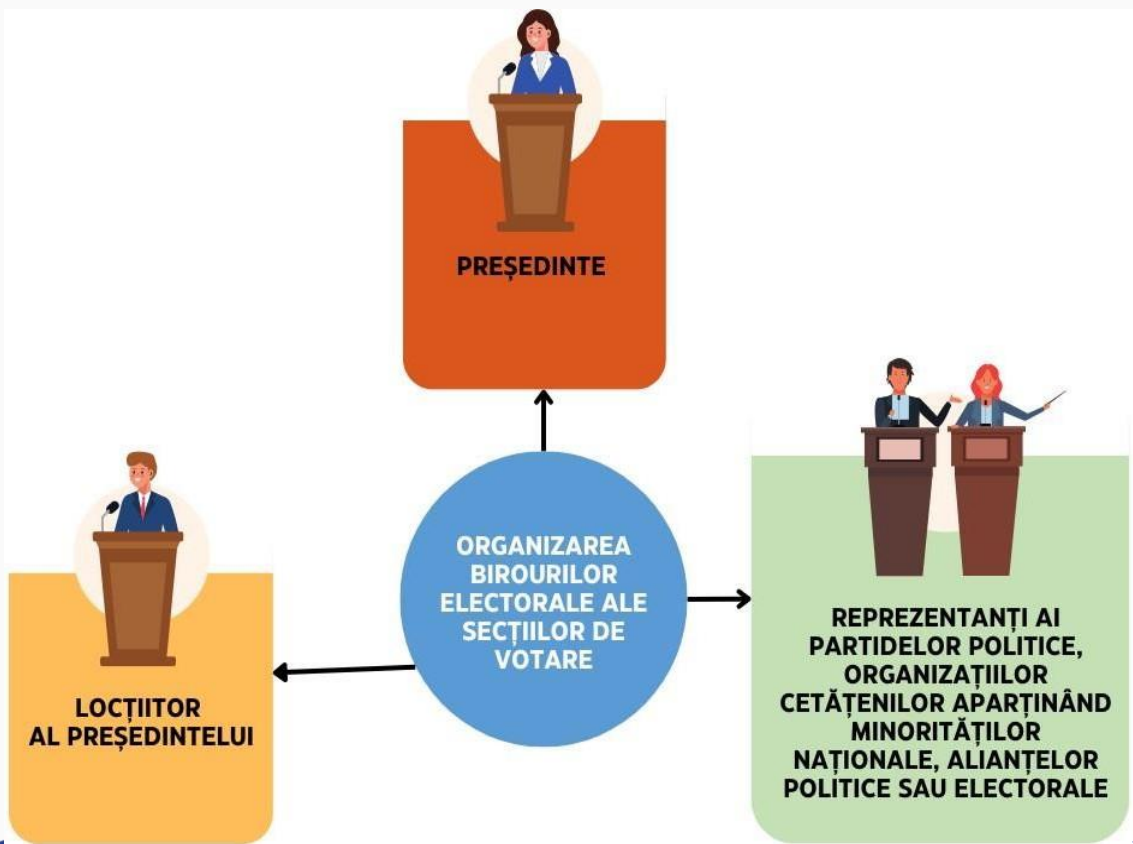 PREȘEDINTE
ORGANIZAREA
BIROURILOR
ELECTORALE ALE
SECȚIILOR DE
VOTARE
LOCȚIITOR
AL PREȘEDINTELUI
REPREZENTANȚI AI
PARTIDELOR POLITICE,
ORGANIZAȚIILOR
CETĂȚENILOR APARȚINÂND
MINORITĂȚILOR
NAȚIONALE, ALIANȚELOR
POLITICE SAU ELECTORALE